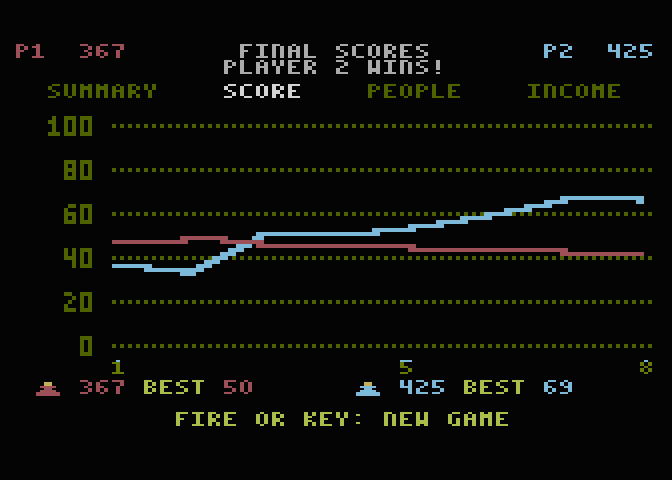 P1 367 FINAL SCORES P2 425
PLAYER 2 WINS!
SUMMARY SCORE PEOPLE INCOME
100
80
60
40
20
0
1 5 8
367 BEST 50 425 BEST 69
FIRE OR KEY: NEW GAME